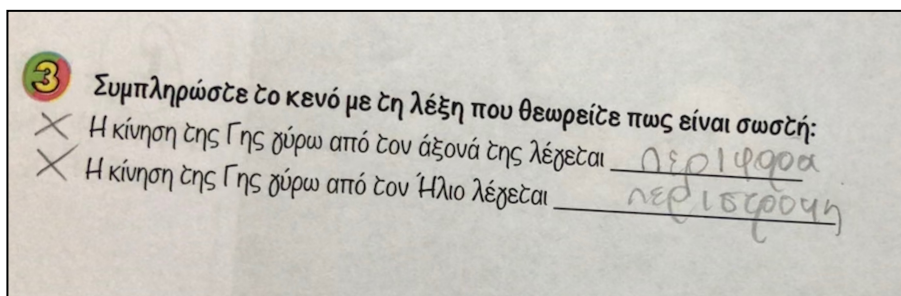 3 Συμπληρώστε το κενό με τη λέξη που θεωρείτε πως είναι σωστή:
Η κίνηση της Γης γύρω από τον άξονά της λέγεται περιφορα
Η κίνηση της Γης γύρω από τον Ήλιο λέγεται περιστροφη